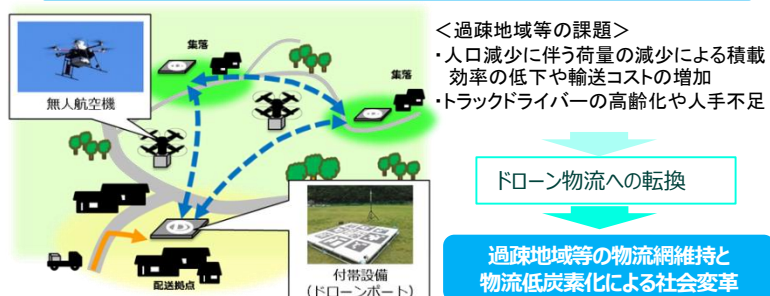 集落
集落
無人航空機
配送拠点
付帯設備
(ドローンポート)
<過疎地域等の課題>
・人口減少に伴う荷量の減少による積載
効率の低下や輸送コストの増加
・トラックドライバーの高齢化や人手不足
ドローン物流への転換
過疎地域等の物流網維持と
物流低炭素化による社会変革